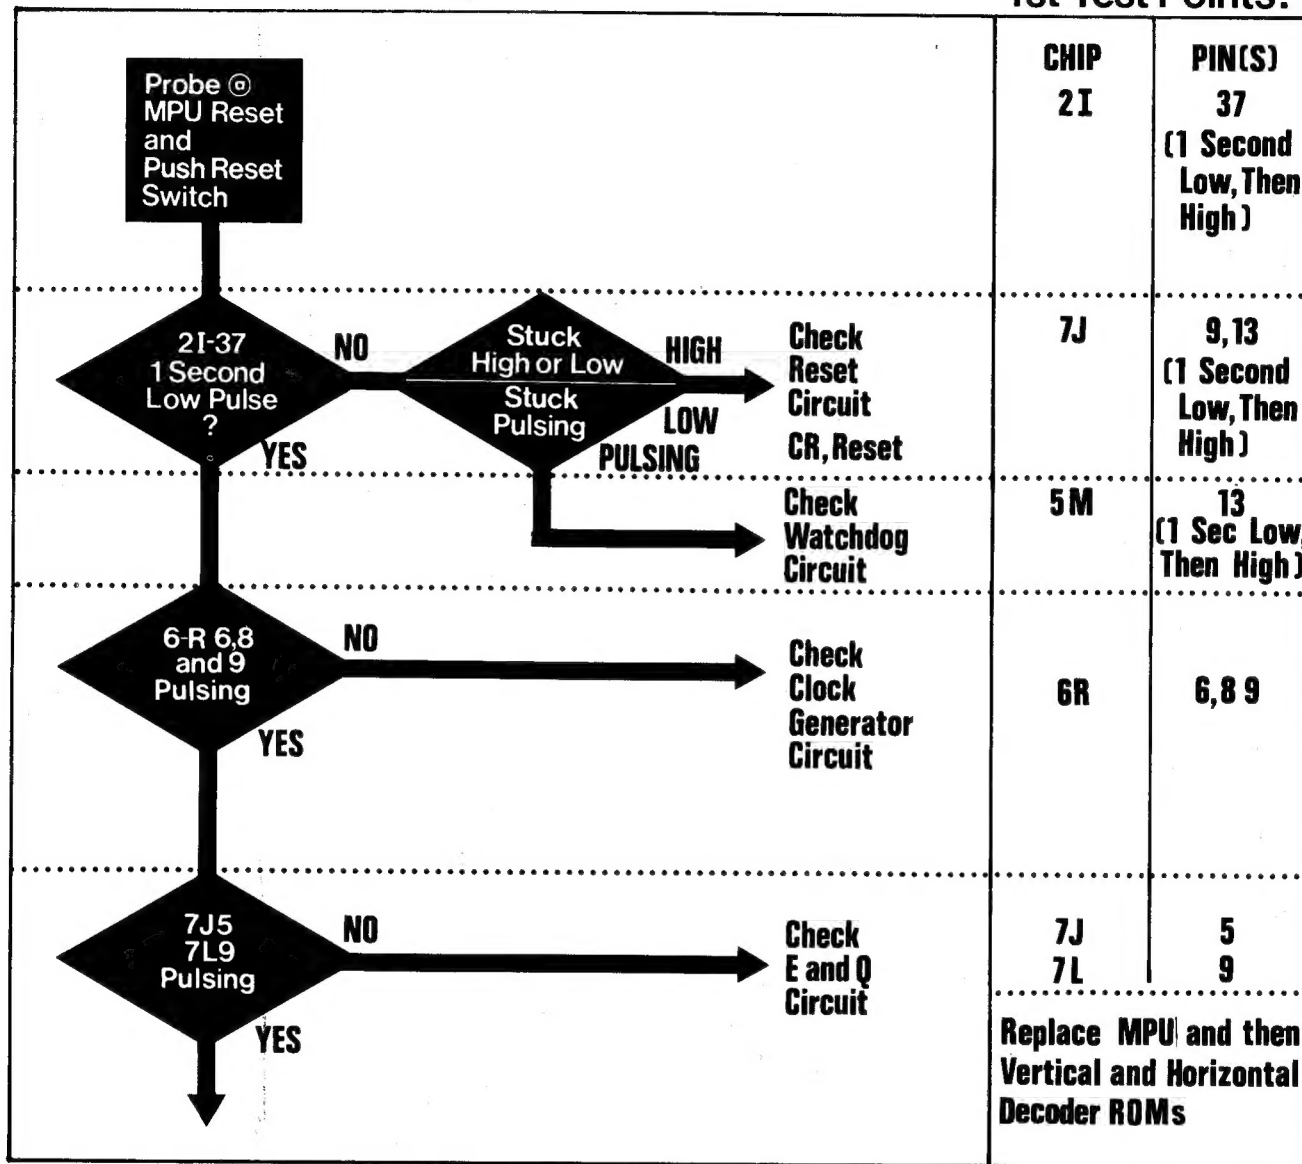 1st Test Points:
Probe @
MPU Reset
and
Push Reset
Switch
CHIP PIN(S)
2I 37
(1 Second
Low, Then
High)
2I-37
1 Second
Low Pulse
?
NO
YES
Stuck
High or Low
Stuck
Pulsing
HIGH
LOW
PULSING
Check
Reset
Circuit
CR, Reset
7J 9, 13
(1 Second
Low, Then
High)
Check
Watchdog
Circuit
5M 13
(1 Sec Low,
Then High)
6-R 6,8
and 9
Pulsing
NO
YES
Check
Clock
Generator
Circuit
6R 6,8 9
7J5
7L9
Pulsing
NO
YES
Check
E and Q
Circuit
7J 5
7L 9
Replace MPU and then
Vertical and Horizontal
Decoder ROMs